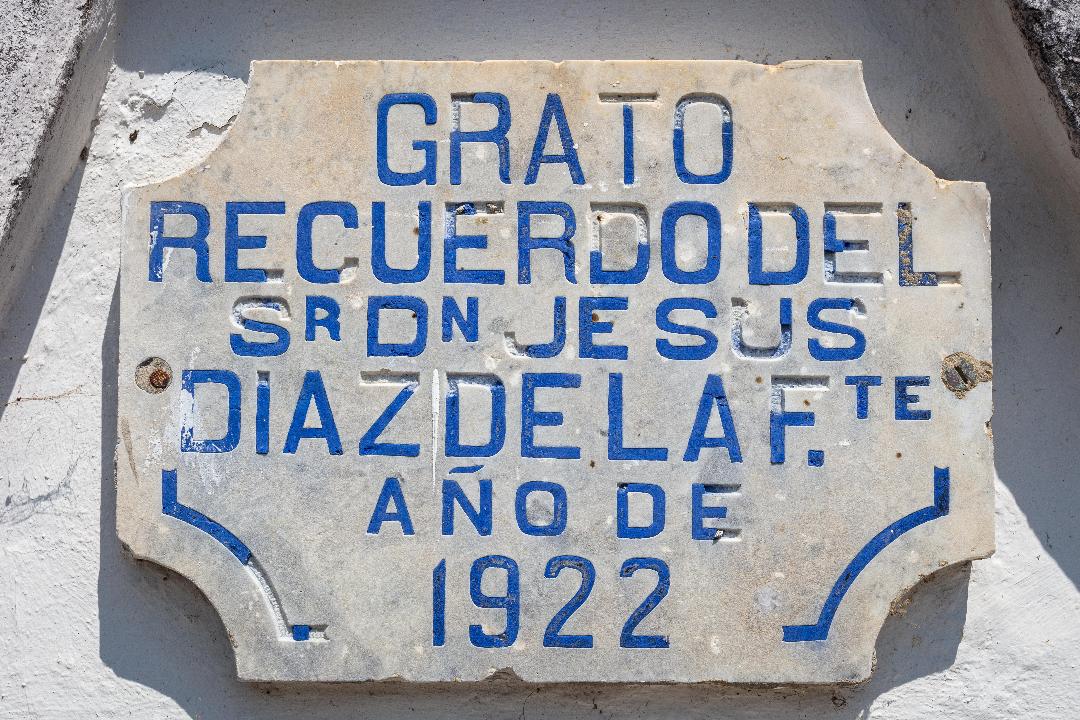 GRATO
RECUERDO DEL
SR DN JESUS
DIAZ DE LA F.TE
AÑO DE
1922